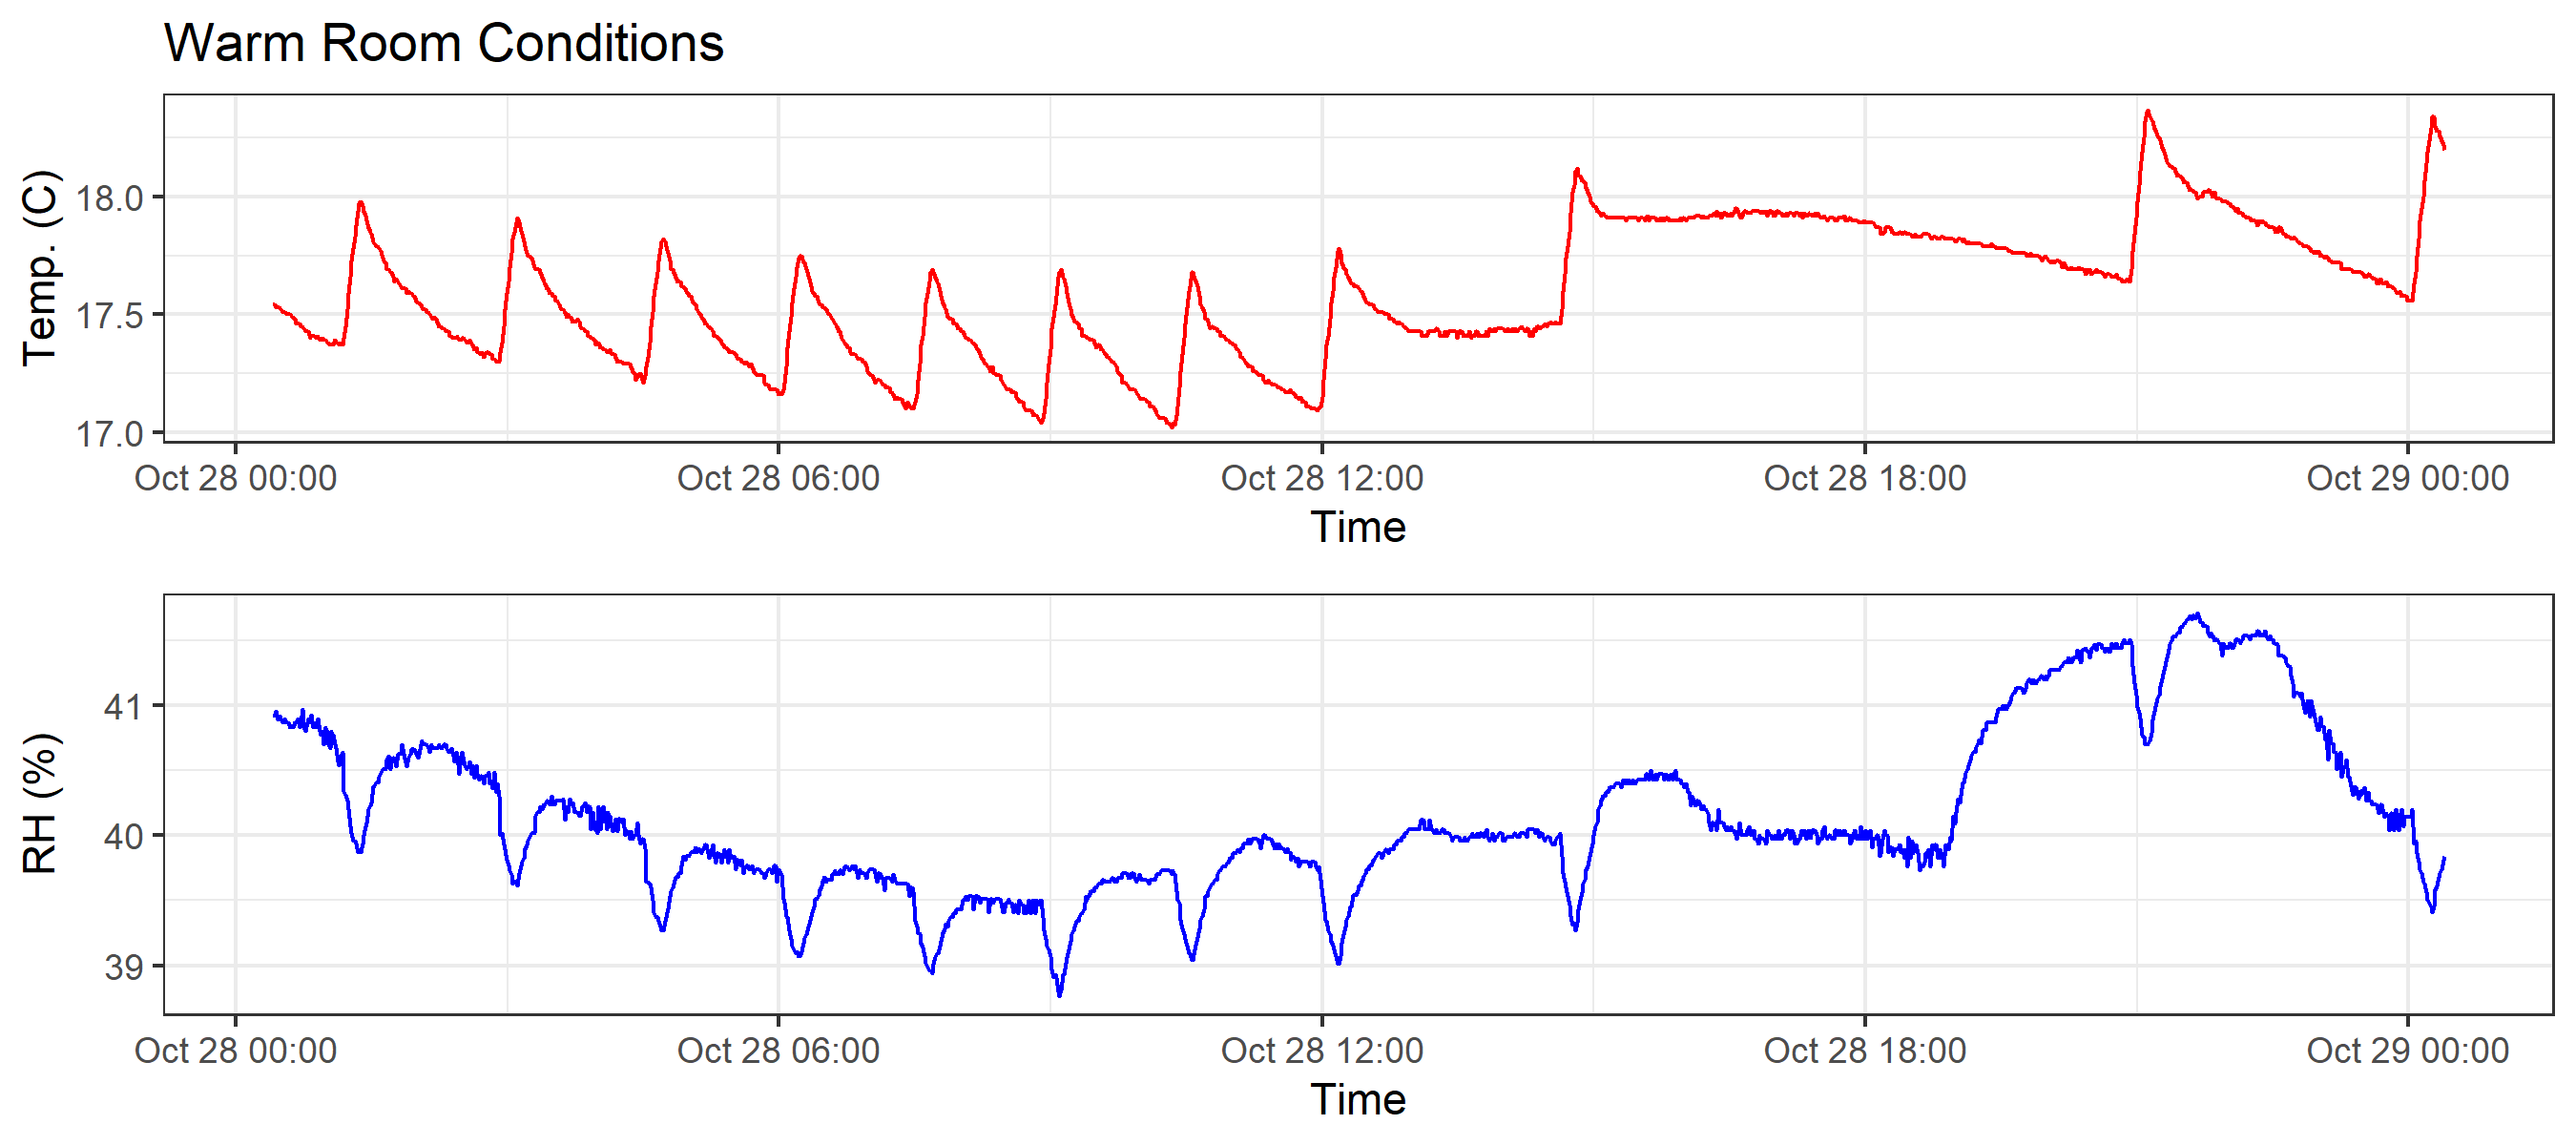 Warm Room Conditions
Temp. (C)
18.0
17.5
17.0
Oct 28 00:00 Oct 28 06:00 Oct 28 12:00 Oct 28 18:00 Oct 29 00:00
Time
RH (%)
41
40
39
Oct 28 00:00 Oct 28 06:00 Oct 28 12:00 Oct 28 18:00 Oct 29 00:00
Time